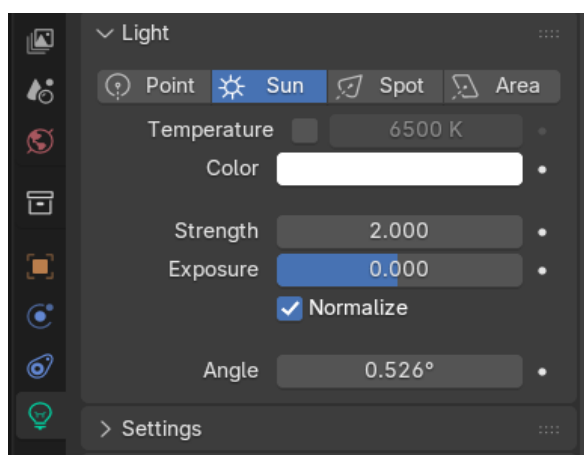 Light
Point Sun Spot Area
Temperature 6500 K
Color
Strength 2.000
Exposure 0.000
Normalize
Angle 0.526°
Settings